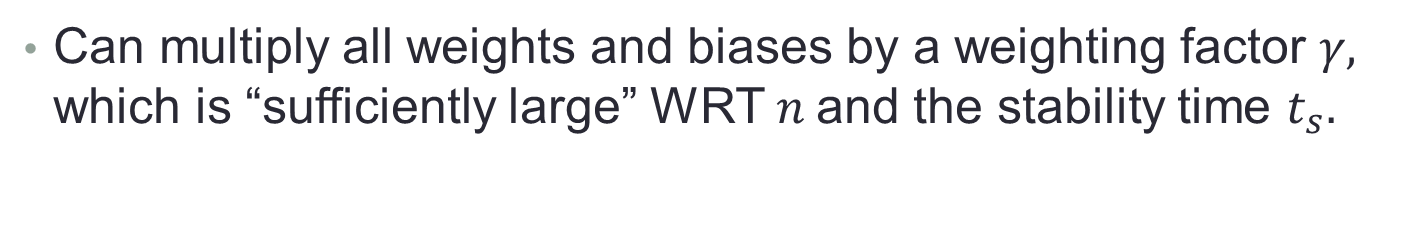 • Can multiply all weights and biases by a weighting factor γ,
which is “sufficiently large” WRT n and the stability time tₛ.